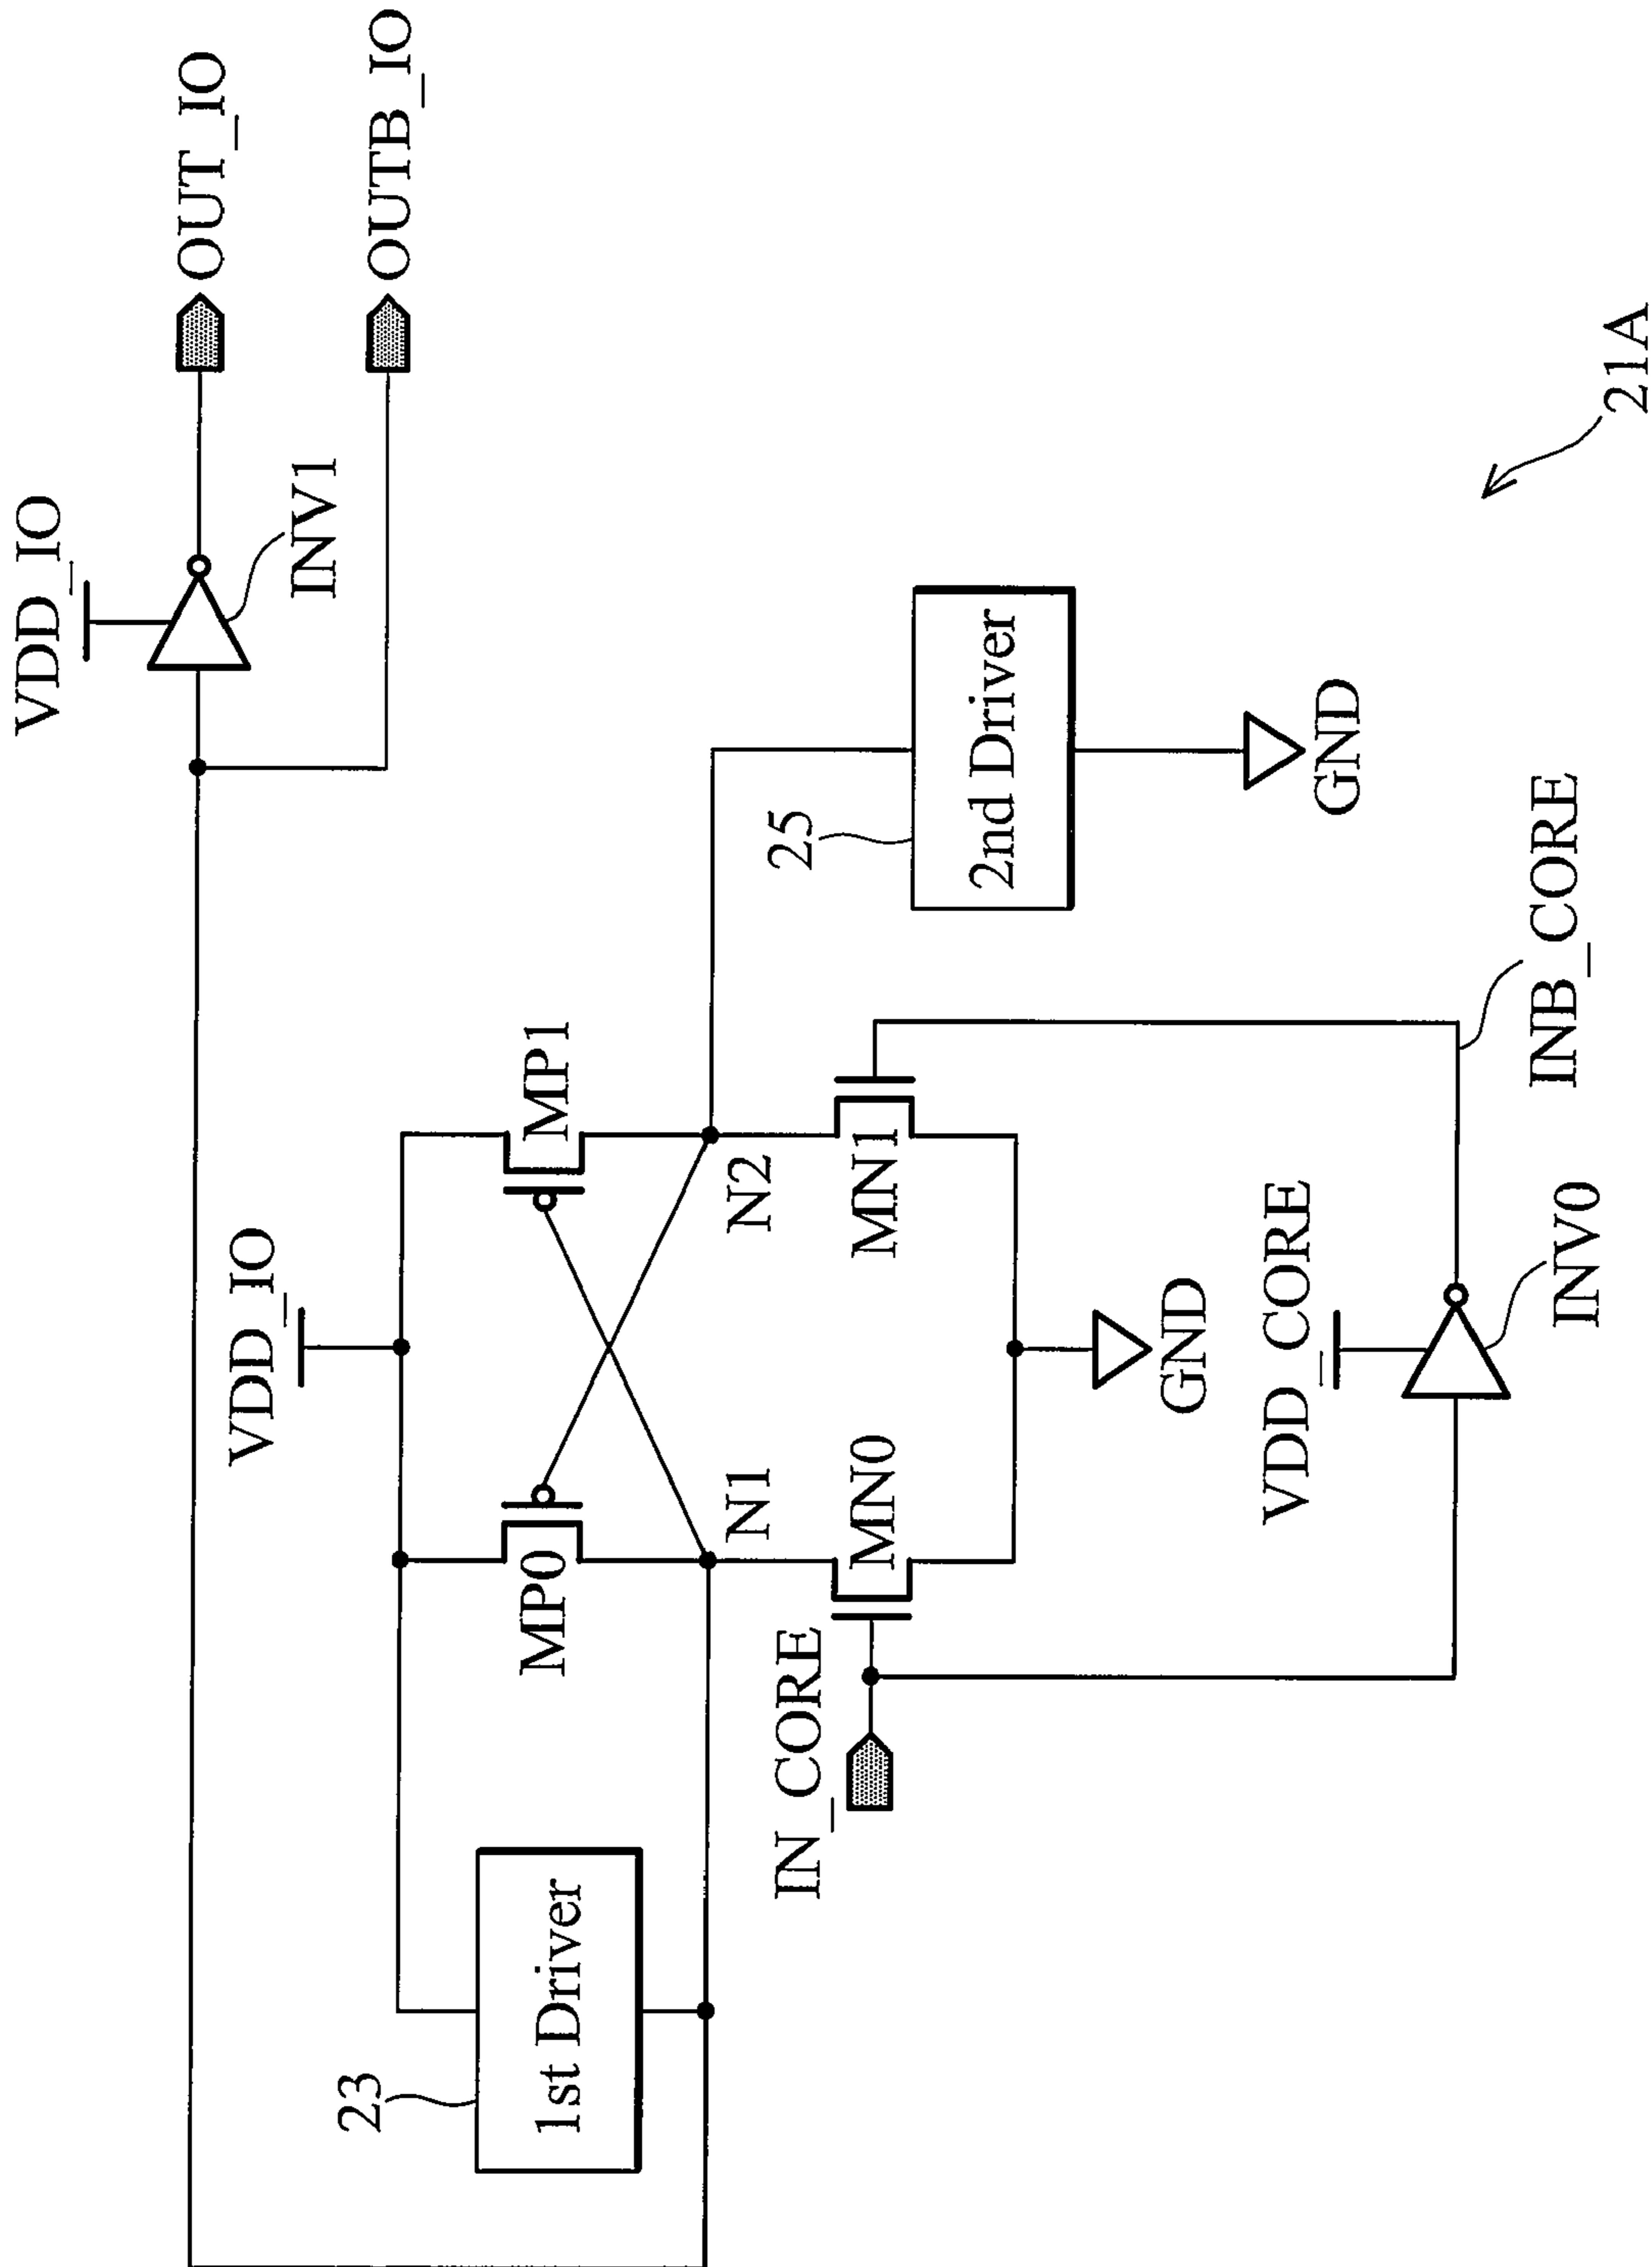 VDD_IO
OUT_IO
INV1
OUTB_IO
VDD_IO
23
1st Driver
MP0
MP1
N1
N2
IN_CORE
MN0
MN1
25
2nd Driver
GND
GND
VDD_CORE
INV0
INB_CORE
21A